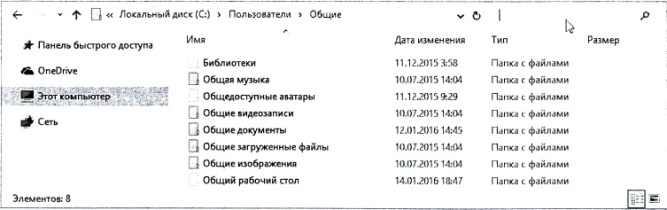 « Локальный диск (C:) › Пользователи › Общие
Имя Дата изменения Тип Размер
Панель быстрого доступа
OneDrive
Этот компьютер
Сеть
Библиотеки 11.12.2015 3:58 Папка с файлами
Общая музыка 10.07.2015 14:04 Папка с файлами
Общедоступные аватары 11.12.2015 9:29 Папка с файлами
Общие видеозаписи 10.07.2015 14:04 Папка с файлами
Общие документы 12.01.2016 14:45 Папка с файлами
Общие загруженные файлы 10.07.2015 14:04 Папка с файлами
Общие изображения 10.07.2015 14:04 Папка с файлами
Общий рабочий стол 14.01.2016 18:47 Папка с файлами
Элементов: 8